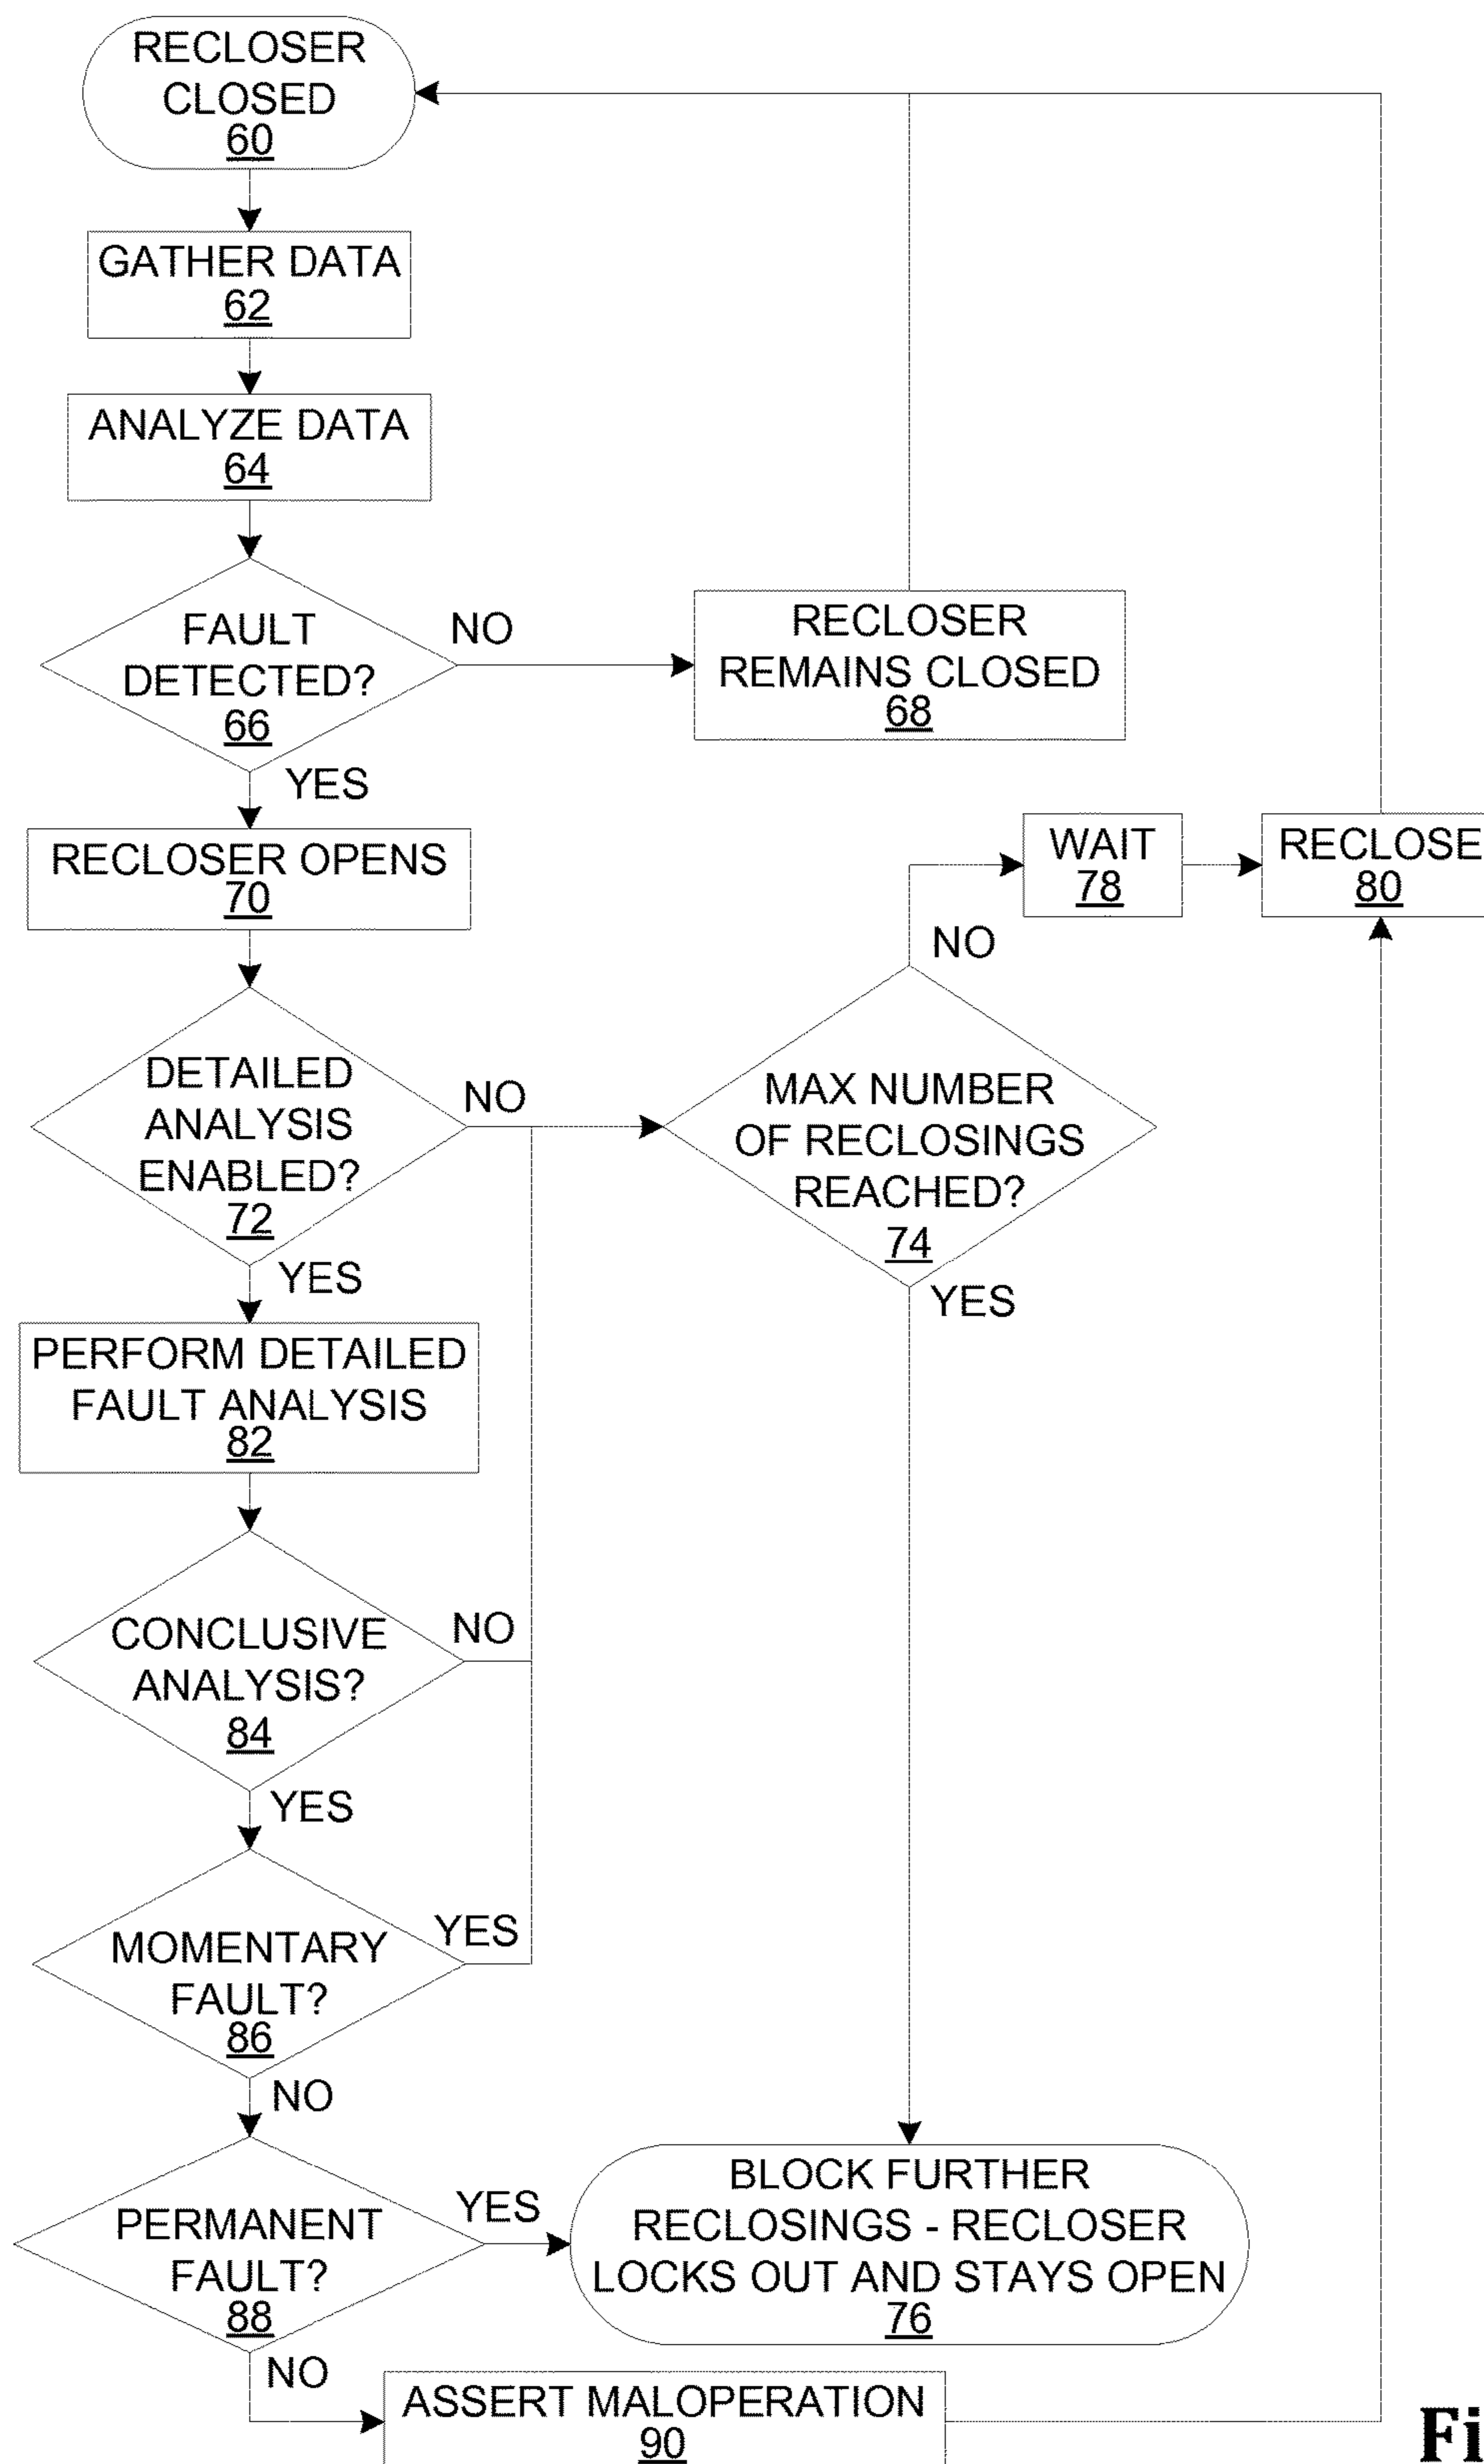 RECLOSER
CLOSED
60
GATHER DATA
62
ANALYZE DATA
64
FAULT
DETECTED?
66
NO
RECLOSER
REMAINS CLOSED
68
YES
RECLOSER OPENS
70
WAIT
78
RECLOSE
80
NO
DETAILED
ANALYSIS
ENABLED?
72
NO
MAX NUMBER
OF RECLOSINGS
REACHED?
74
YES
YES
PERFORM DETAILED
FAULT ANALYSIS
82
CONCLUSIVE
ANALYSIS?
84
NO
YES
MOMENTARY
FAULT?
86
YES
NO
PERMANENT
FAULT?
88
YES
BLOCK FURTHER
RECLOSINGS - RECLOSER
LOCKS OUT AND STAYS OPEN
76
NO
ASSERT MALOPERATION
90
Fi